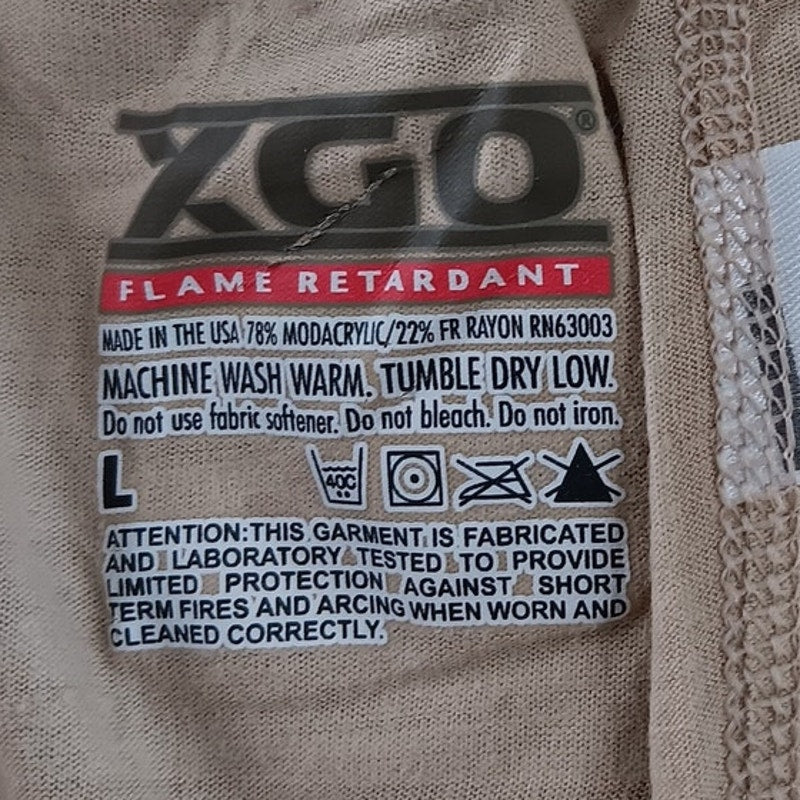 XGO®
FLAME RETARDANT
MADE IN THE USA 78% MODACRYLIC/22% FR RAYON RN63003
MACHINE WASH WARM. TUMBLE DRY LOW.
Do not use fabric softener. Do not bleach. Do not iron.
L 40C
ATTENTION:THIS GARMENT IS FABRICATED
AND LABORATORY TESTED TO PROVIDE
LIMITED PROTECTION AGAINST SHORT
TERM FIRES AND ARCING WHEN WORN AND
CLEANED CORRECTLY.